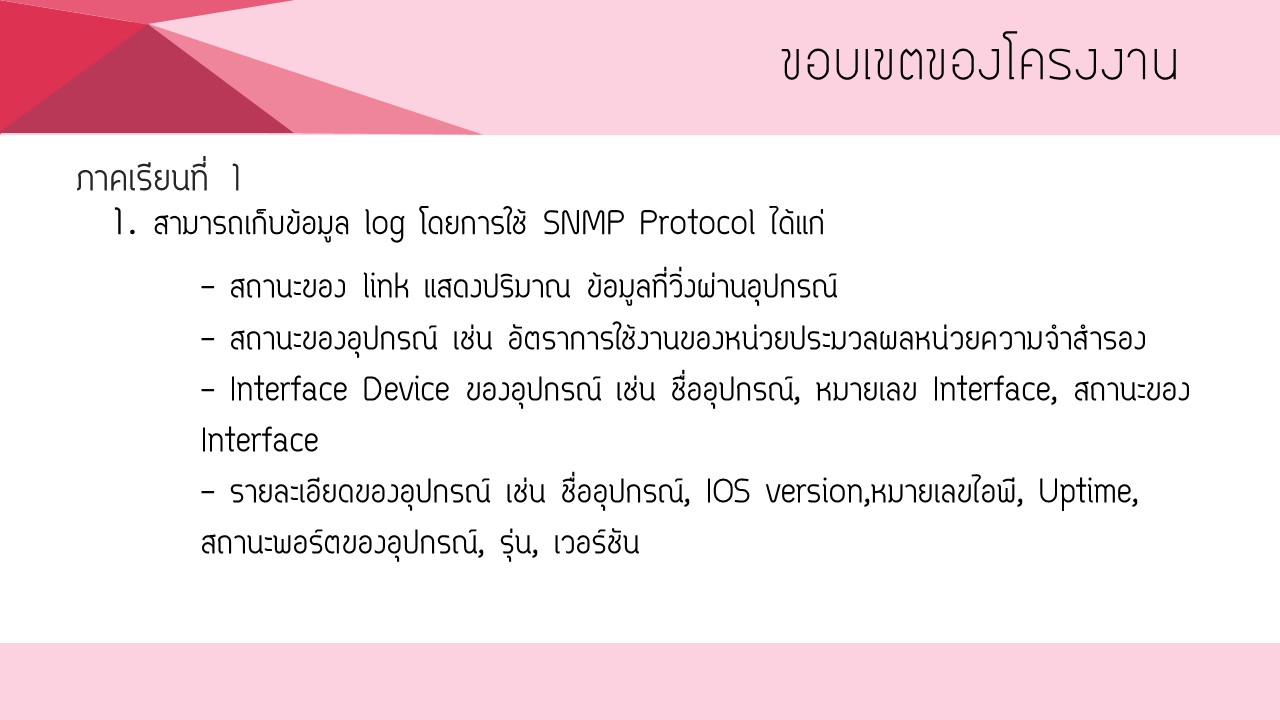 ขอบเขตของโครงงาน
ภาคเรียนที่ 1
1. สามารถเก็บข้อมูล log โดยการใช้ SNMP Protocol ได้แก่
- สถานะของ link แสดงปริมาณ ข้อมูลที่วิ่งผ่านอุปกรณ์
- สถานะของอุปกรณ์ เช่น อัตราการใช้งานของหน่วยประมวลผลหน่วยความจำสำรอง
- Interface Device ของอุปกรณ์ เช่น ชื่ออุปกรณ์, หมายเลข Interface, สถานะของ
Interface
- รายละเอียดของอุปกรณ์ เช่น ชื่ออุปกรณ์, IOS version,หมายเลขไอพี, Uptime,
สถานะพอร์ตของอุปกรณ์, รุ่น, เวอร์ชัน